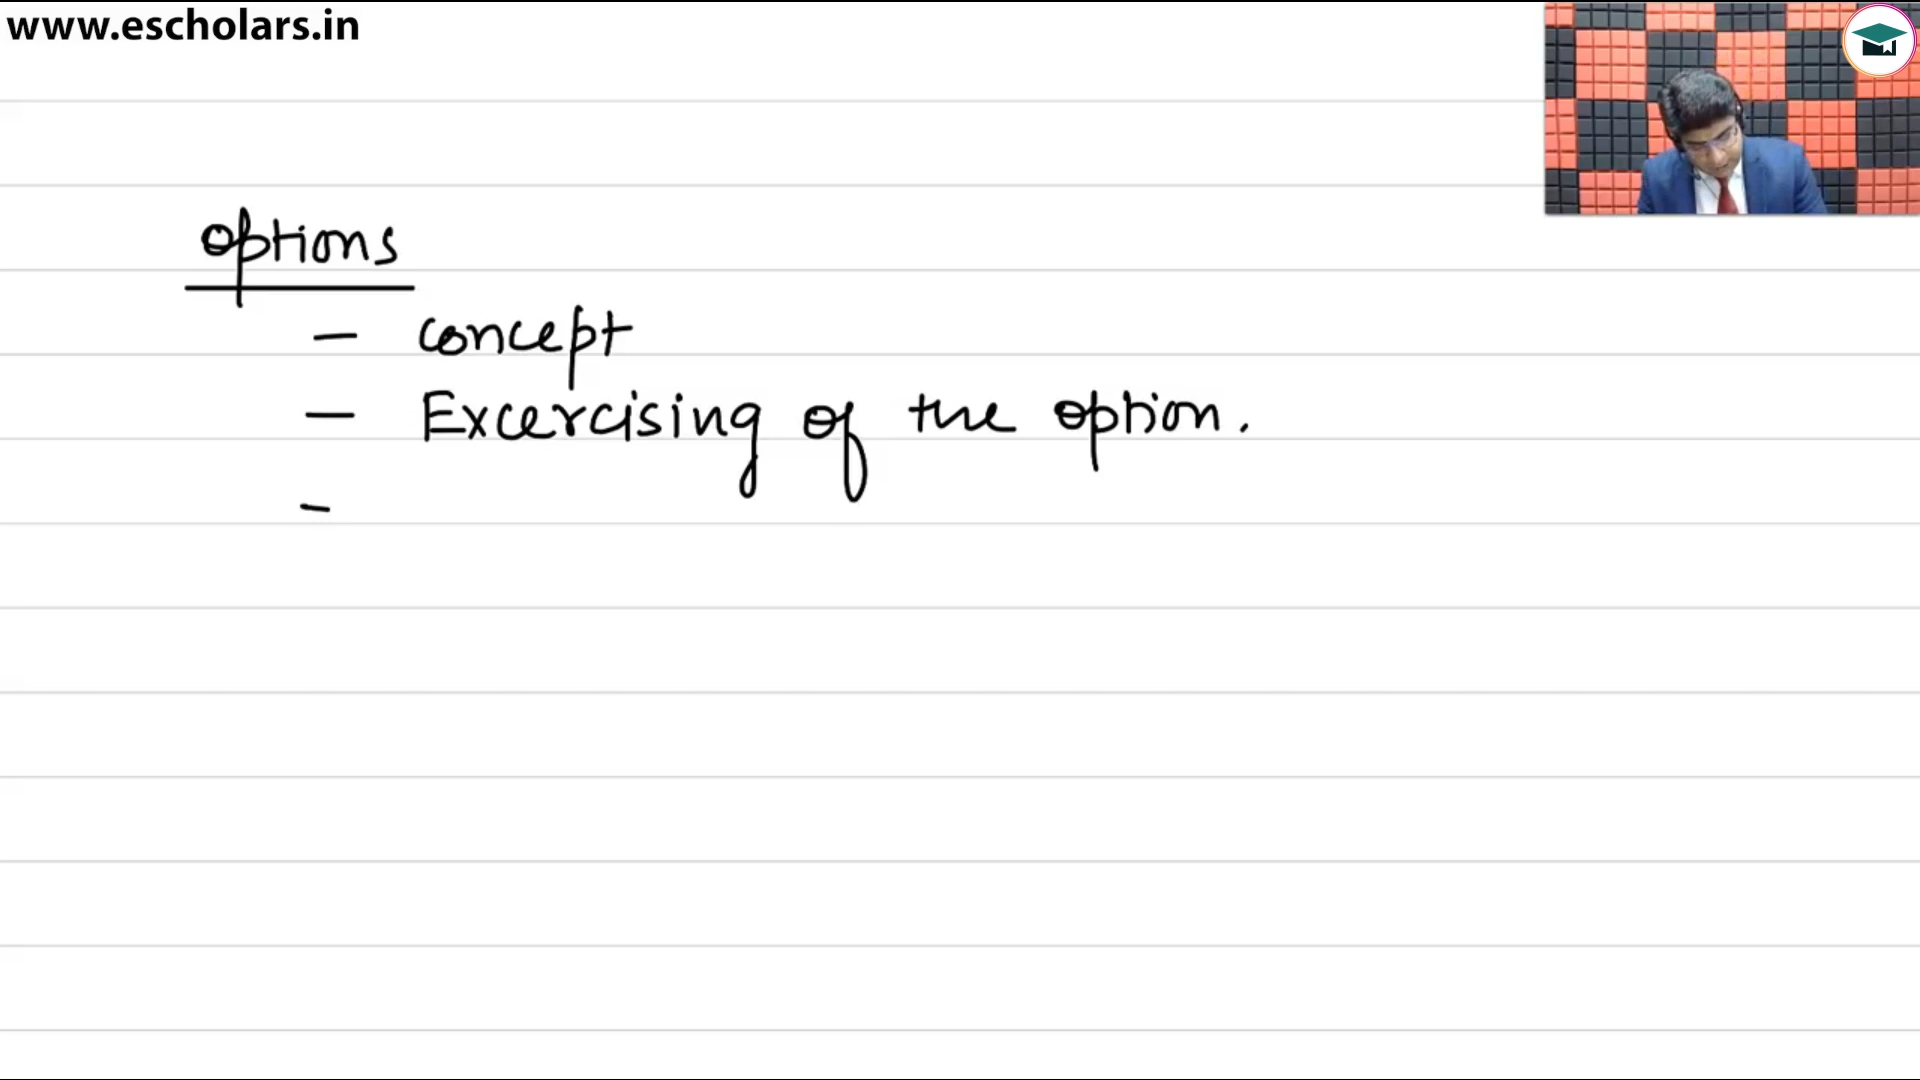 www.escholars.in
options
- concept
- Excercising of the option.
-